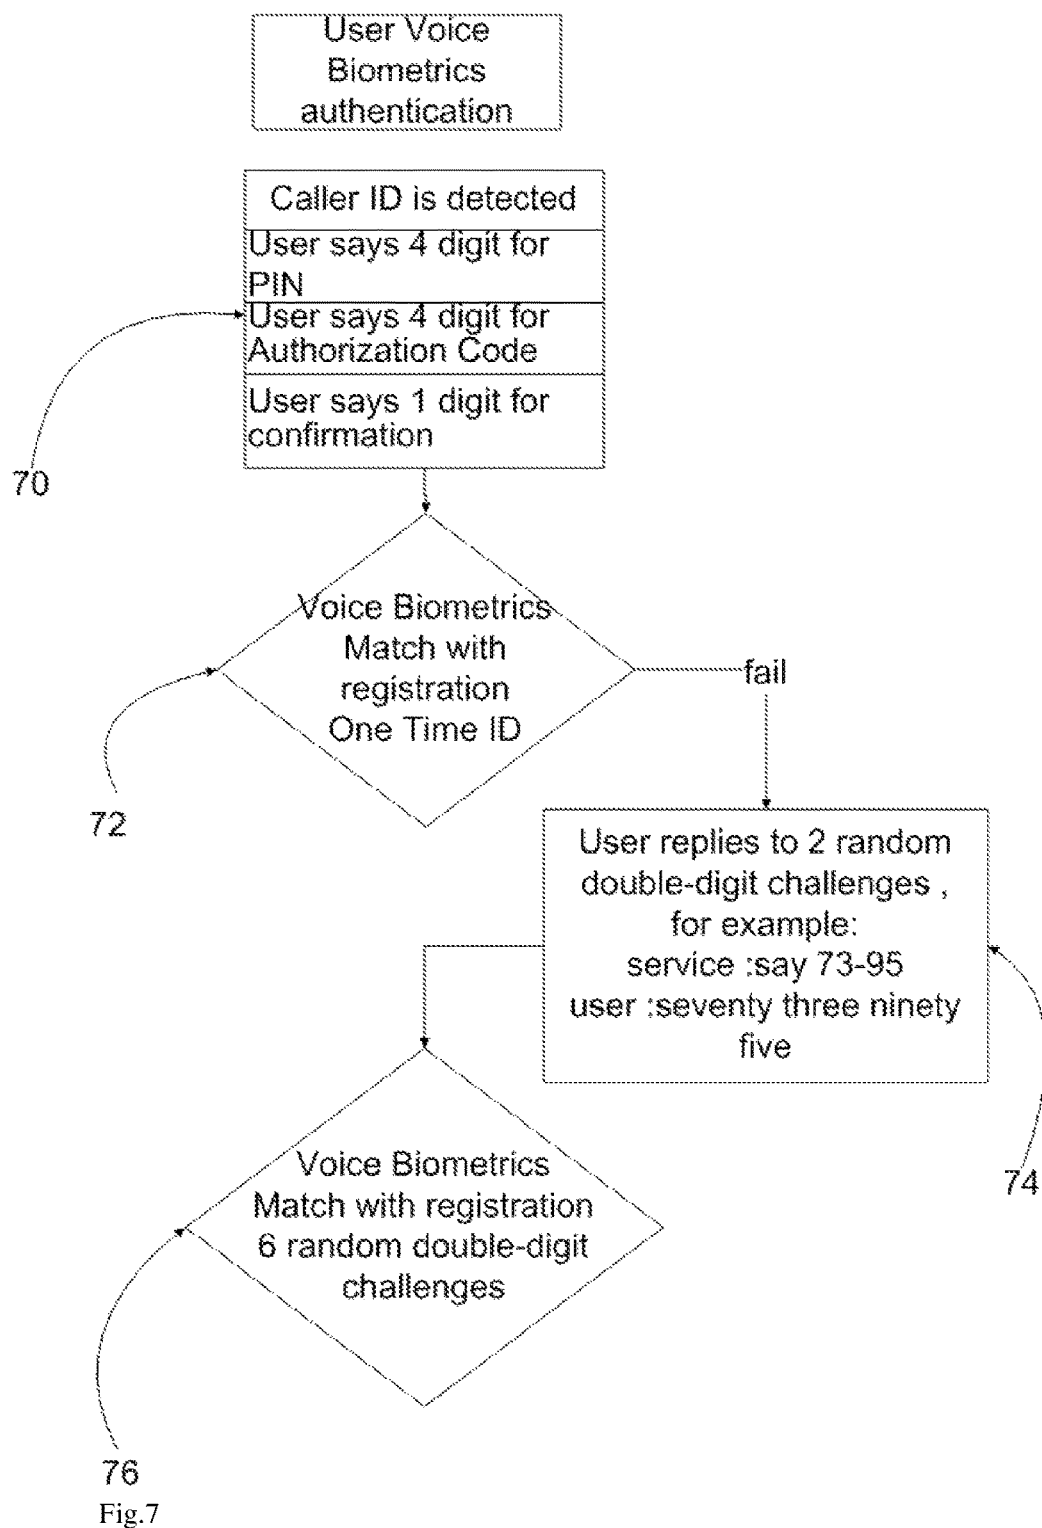 User Voice
Biometrics
authentication
Caller ID is detected
User says 4 digit for
PIN
User says 4 digit for
Authorization Code
User says 1 digit for
confirmation
70
Voice Biometrics
Match with
registration
One Time ID
fail
72
User replies to 2 random
double-digit challenges ,
for example:
service :say 73-95
user :seventy three ninety
five
74
Voice Biometrics
Match with registration
6 random double-digit
challenges
76
Fig.7